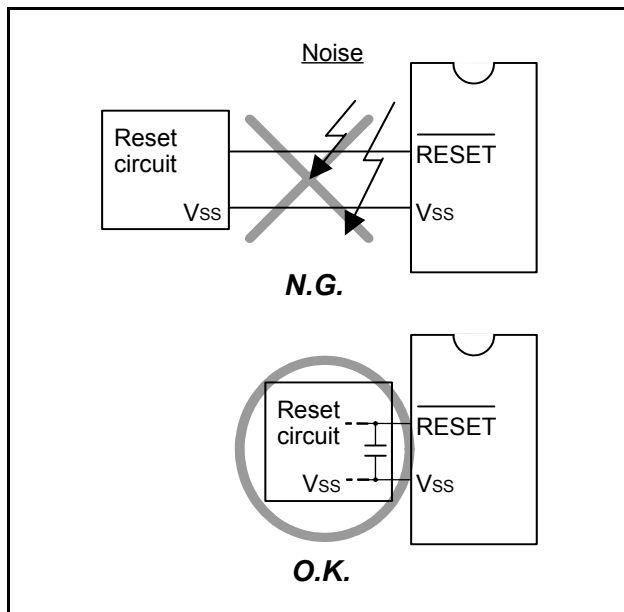 Noise
Reset
circuit
RESET
Vss
Vss
N.G.
Reset
circuit
RESET
Vss
Vss
O.K.